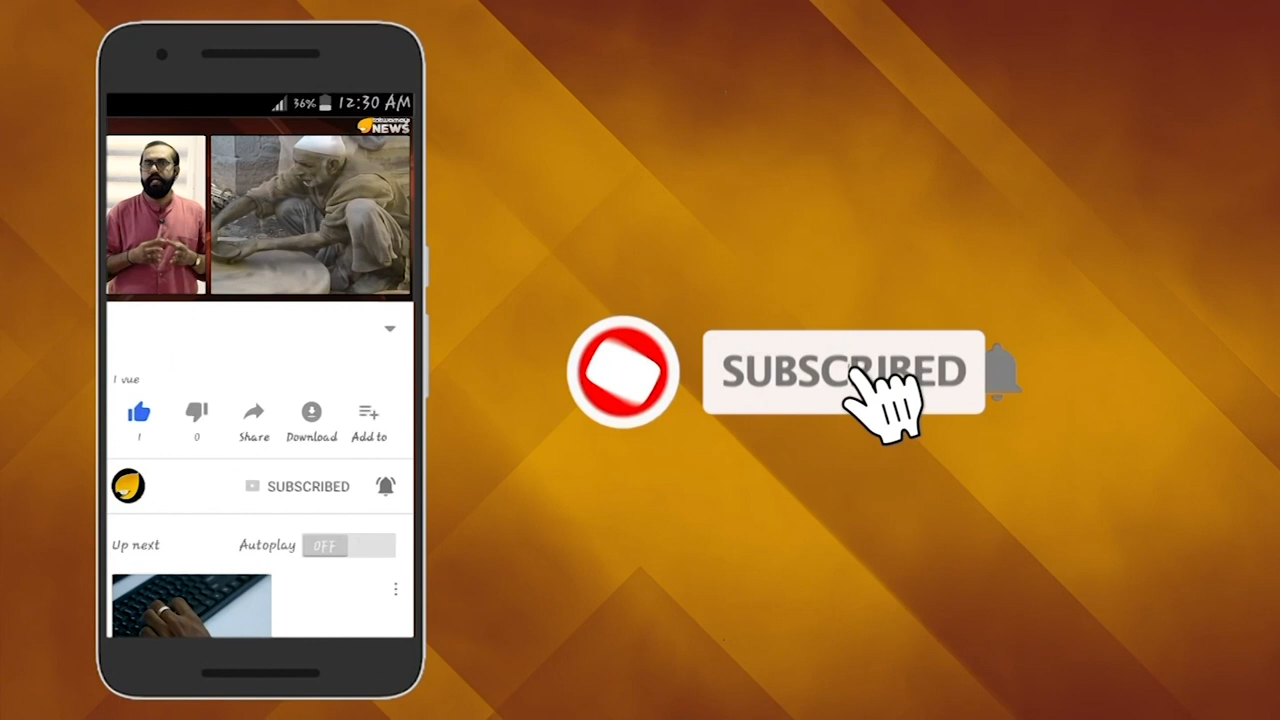 36% 12:30 AM
NEWS
1 vue
1
0
Share
Download
Add to
SUBSCRIBED
Up next
Autoplay
OFF
SUBSCRIBED